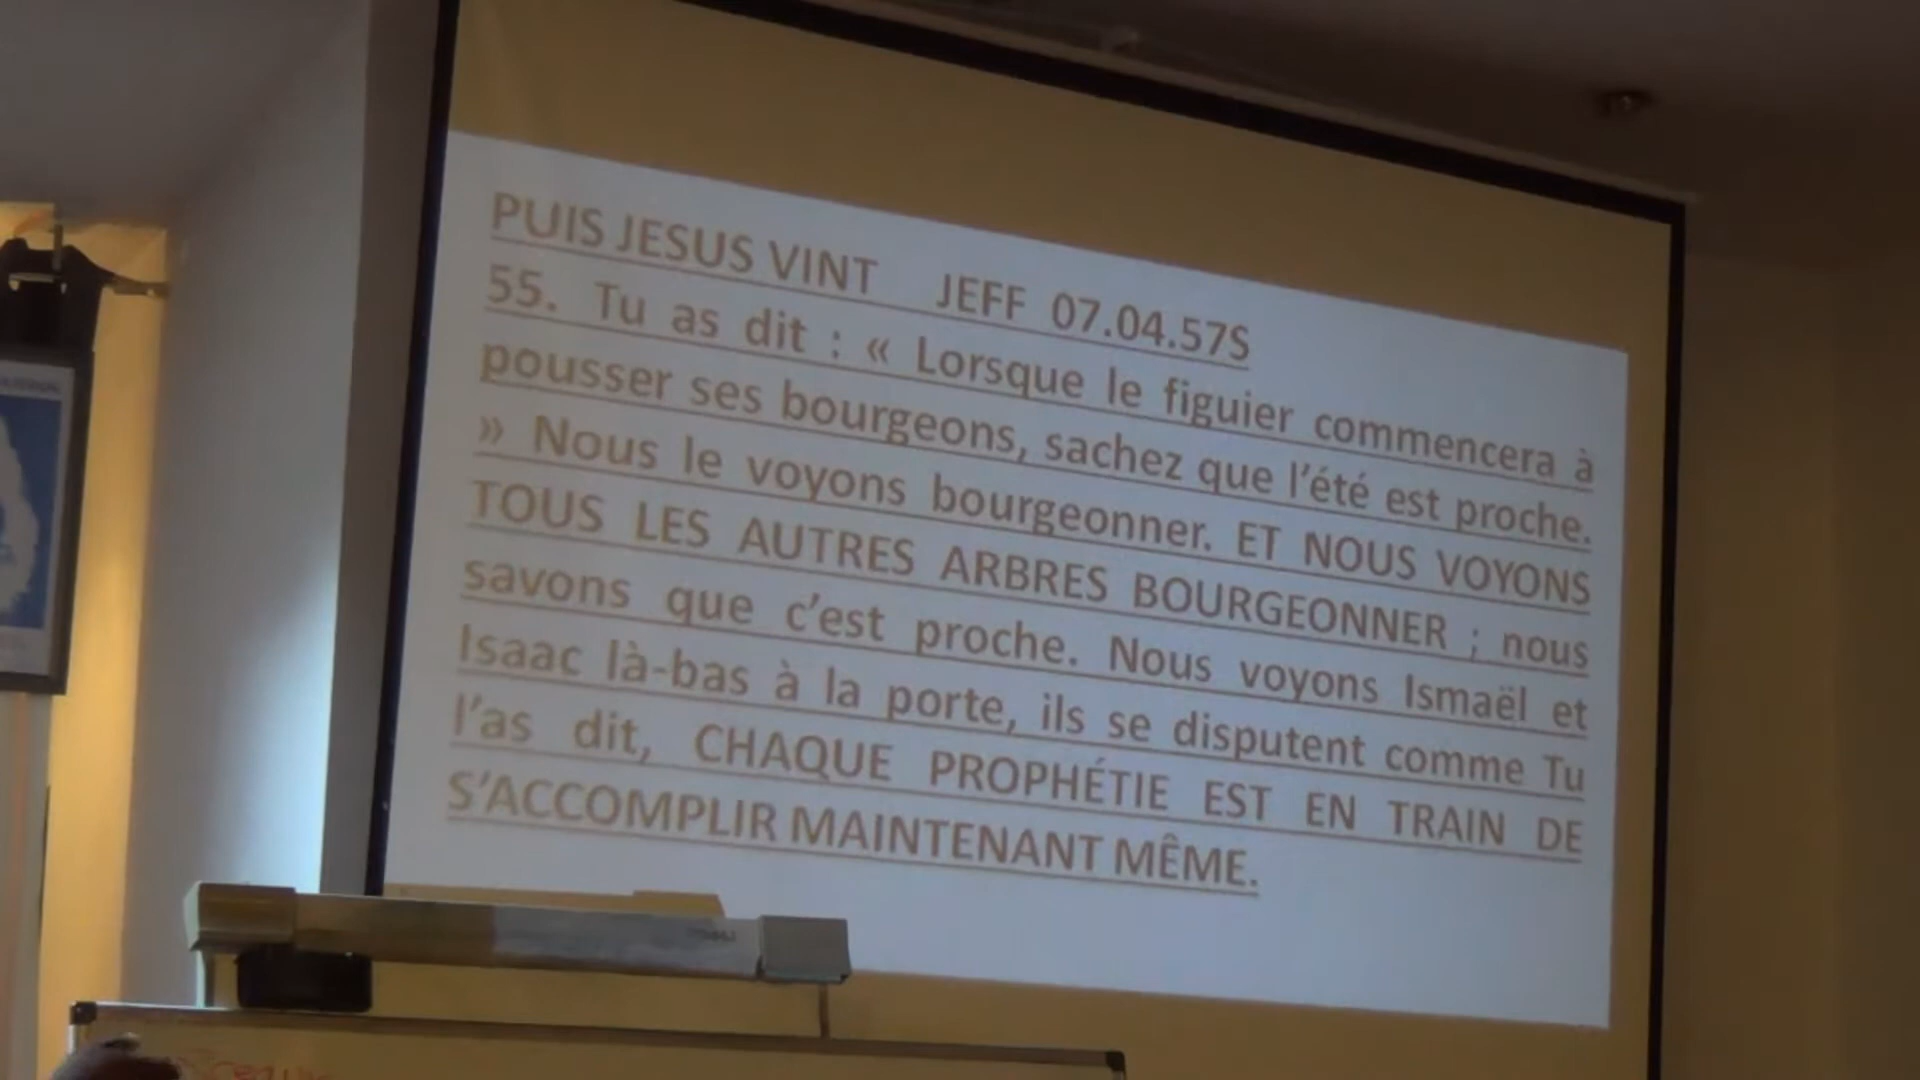 PUIS JESUS VINT JEFF 07.04.57S
55. Tu as dit : « Lorsque le figuier commencera à
pousser ses bourgeons, sachez que l'été est proche.
» Nous le voyons bourgeonner. ET NOUS VOYONS
TOUS LES AUTRES ARBRES BOURGEONNER ; nous
savons que c'est proche. Nous voyons Ismaël et
Isaac là-bas à la porte, ils se disputent comme Tu
l'as dit, CHAQUE PROPHÉTIE EST EN TRAIN DE
S'ACCOMPLIR MAINTENANT MÊME.